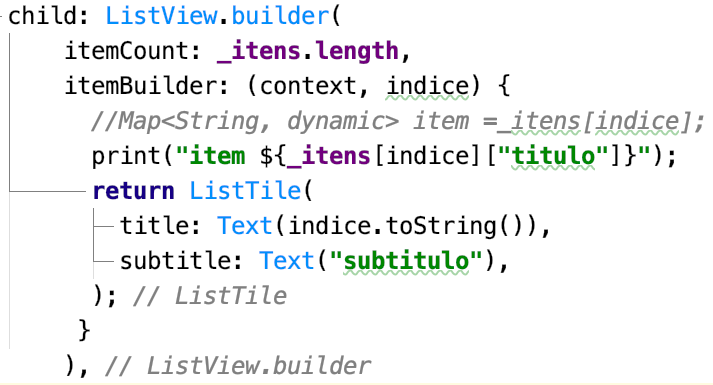 child: ListView.builder(
itemCount: _itens.length,
itemBuilder: (context, indice) {
//Map<String, dynamic> item =_itens[indice];
print("item ${_itens[indice]["titulo"]}");
return ListTile(
title: Text(indice.toString()),
subtitle: Text("subtitulo"),
); // ListTile
}
), // ListView.builder